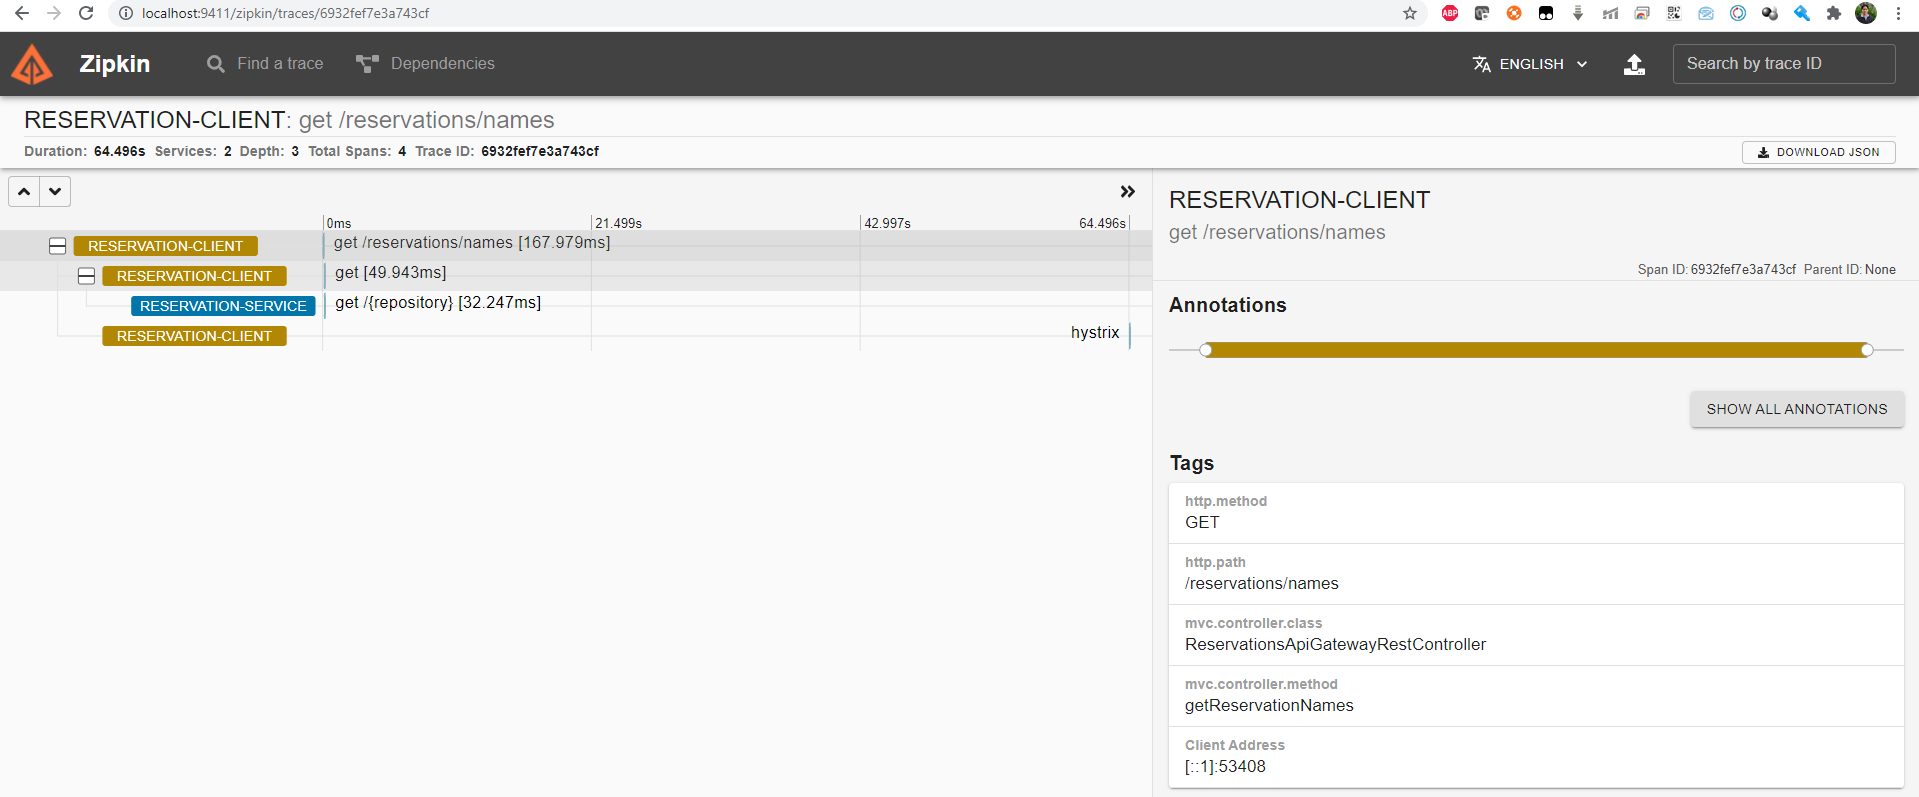 localhost:9411/zipkin/traces/6932fef7e3a743cf
ABP
Zipkin
Find a trace
Dependencies
ENGLISH
Search by trace ID
RESERVATION-CLIENT: get /reservations/names
Duration: 64.496s Services: 2 Depth: 3 Total Spans: 4 Trace ID: 6932fef7e3a743cf
DOWNLOAD JSON
0ms
21.499s
42.997s
64.496s
RESERVATION-CLIENT get /reservations/names [167.979ms]
RESERVATION-CLIENT get [49.943ms]
RESERVATION-SERVICE get /{repository} [32.247ms]
RESERVATION-CLIENT hystrix
RESERVATION-CLIENT
get /reservations/names
Span ID: 6932fef7e3a743cf Parent ID: None
Annotations
SHOW ALL ANNOTATIONS
Tags
http.method
GET
http.path
/reservations/names
mvc.controller.class
ReservationsApiGatewayRestController
mvc.controller.method
getReservationNames
Client Address
[::1]:53408